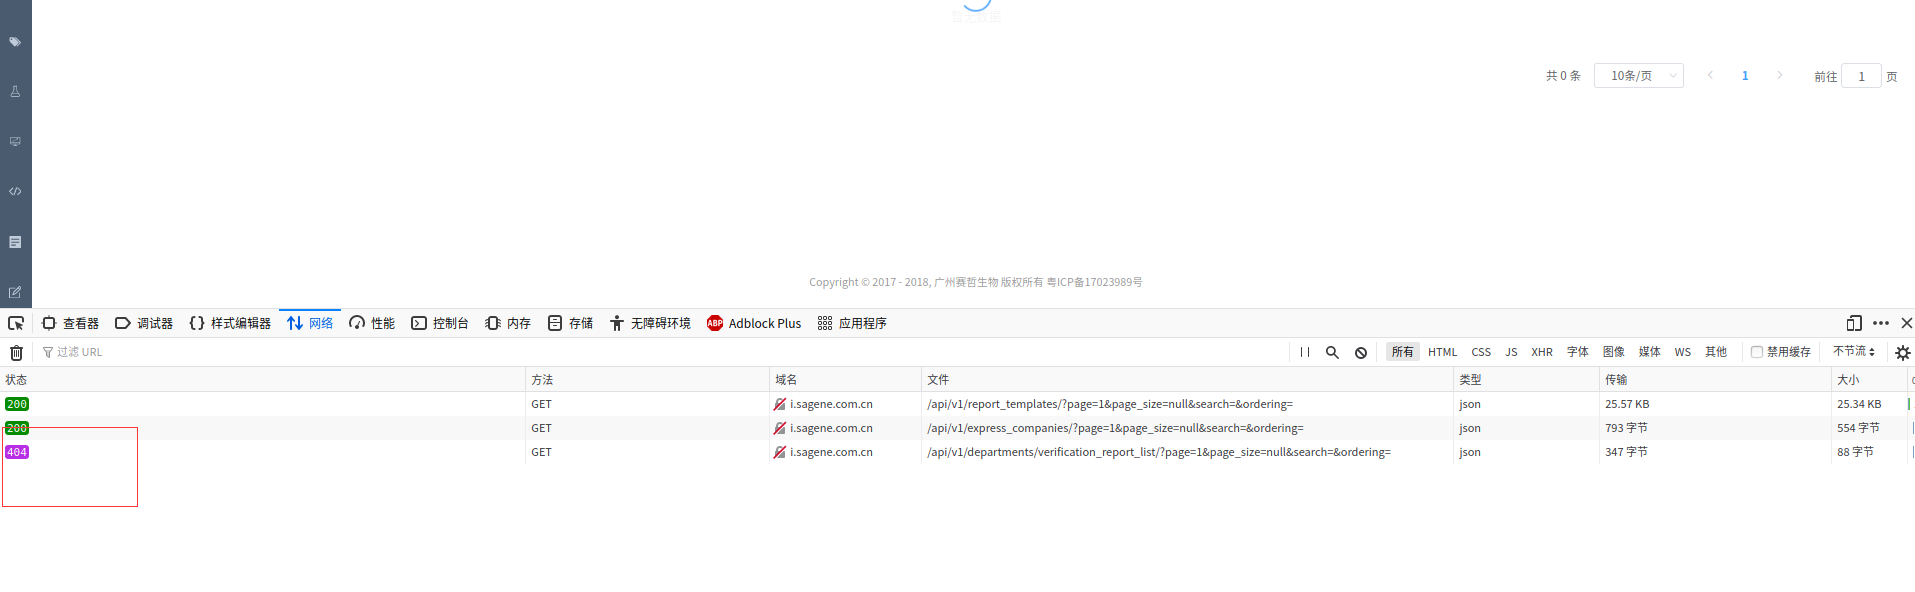 暂无数据
共 0 条 10条/页 1 前往 1 页
Copyright © 2017 - 2018, 广州赛哲生物 版权所有 粤ICP备17023989号
查看器 调试器 样式编辑器 网络 性能 控制台 内存 存储 无障碍环境 ABP Adblock Plus 应用程序
过滤 URL 所有 HTML CSS JS XHR 字体 图像 媒体 WS 其他 禁用缓存 不节流
状态 方法 域名 文件 类型 传输 大小
200 GET i.sagene.com.cn /api/v1/report_templates/?page=1&page_size=null&search=&ordering= json 25.57 KB 25.34 KB
200 GET i.sagene.com.cn /api/v1/express_companies/?page=1&page_size=null&search=&ordering= json 793 字节 554 字节
404 GET i.sagene.com.cn /api/v1/departments/verification_report_list/?page=1&page_size=null&search=&ordering= json 347 字节 88 字节